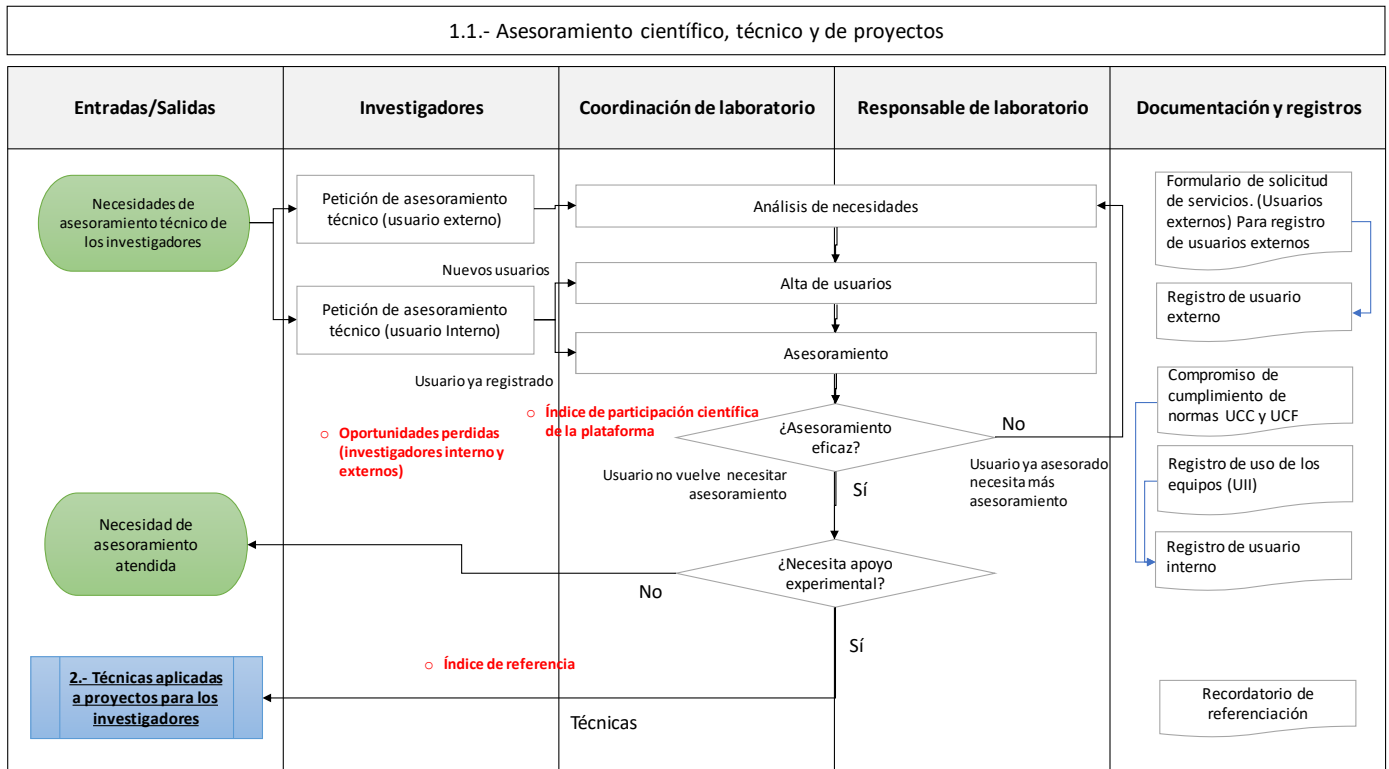 1.1.- Asesoramiento científico, técnico y de proyectos
Entradas/Salidas
Investigadores
Coordinación de laboratorio
Responsable de laboratorio
Documentación y registros
Necesidades de
asesoramiento técnico de
los investigadores
Petición de asesoramiento
técnico (usuario externo)
Análisis de necesidades
Formulario de solicitud
de servicios. (Usuarios
externos) Para registro
de usuarios externos
Nuevos usuarios
Alta de usuarios
Petición de asesoramiento
técnico (usuario Interno)
Registro de usuario
externo
Asesoramiento
Usuario ya registrado
Compromiso de
cumplimiento de
normas UCC y UCF
Índice de participación científica
de la plataforma
Oportunidades perdidas
(investigadores interno y
externos)
¿Asesoramiento
eficaz?
No
Usuario no vuelve necesitar
asesoramiento
Sí
Usuario ya asesorado
necesita más
asesoramiento
Registro de uso de los
equipos (UII)
Necesidad de
asesoramiento
atendida
¿Necesita apoyo
experimental?
No
Registro de usuario
interno
Sí
Índice de referencia
2.- Técnicas aplicadas
a proyectos para los
investigadores
Técnicas
Recordatorio de
referenciación